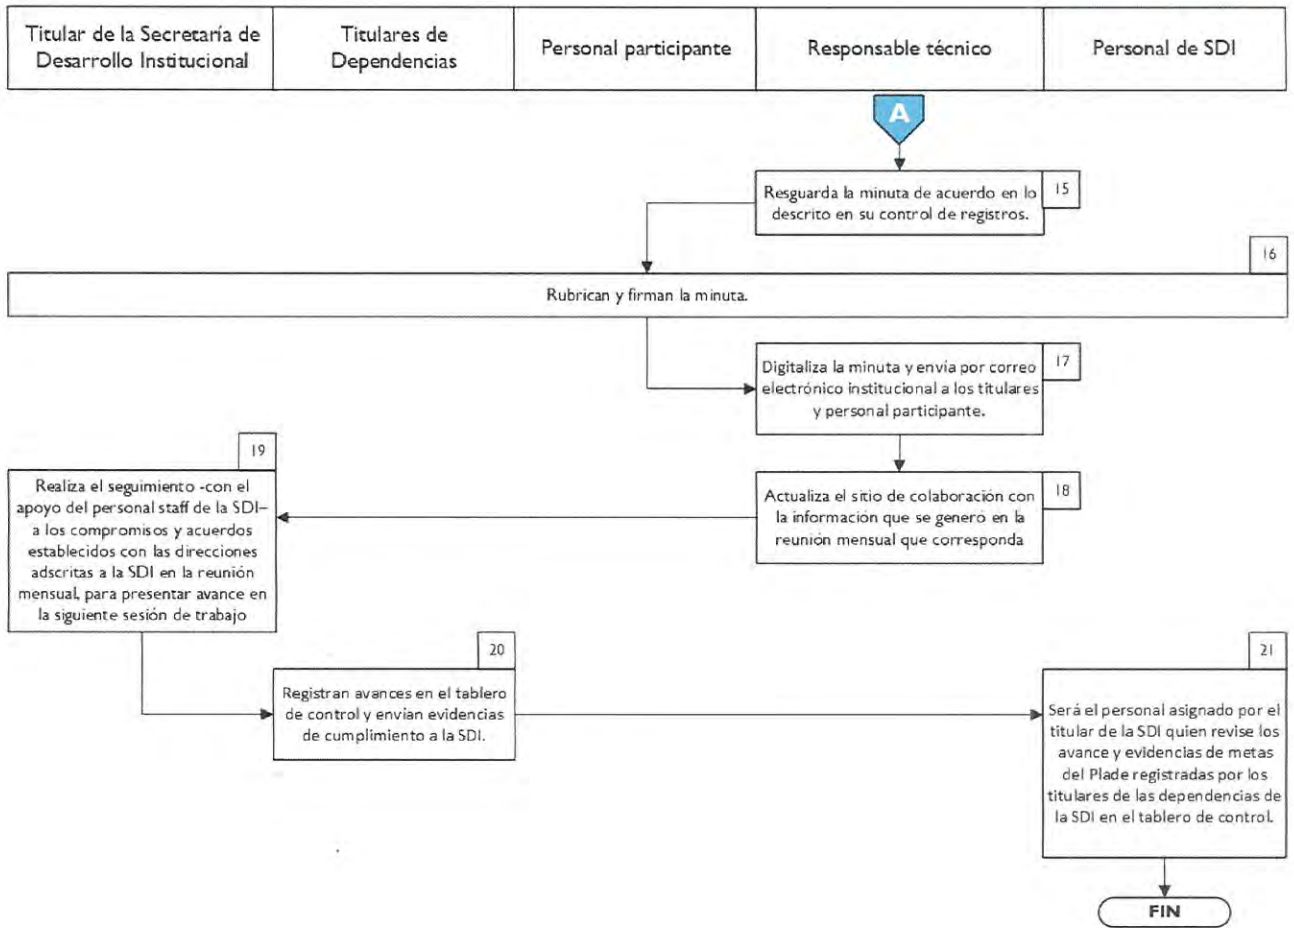 Titular de la Secretaría de
Desarrollo Institucional
Titulares de
Dependencias
Personal participante
Responsable técnico
Personal de SDI
A
Resguarda la minuta de acuerdo en lo
descrito en su control de registros.
15
16
Rubrican y firman la minuta.
Digitaliza la minuta y envía por correo
electrónico institucional a los titulares
y personal participante.
17
Actualiza el sitio de colaboración con
la información que se generó en la
reunión mensual que corresponda
18
19
Realiza el seguimiento -con el
apoyo del personal staff de la SDI–
a los compromisos y acuerdos
establecidos con las direcciones
adscritas a la SDI en la reunión
mensual, para presentar avance en
la siguiente sesión de trabajo
20
Registran avances en el tablero
de control y envían evidencias
de cumplimiento a la SDI.
21
Será el personal asignado por el
titular de la SDI quien revise los
avance y evidencias de metas
del Plade registradas por los
titulares de las dependencias de
la SDI en el tablero de control.
FIN